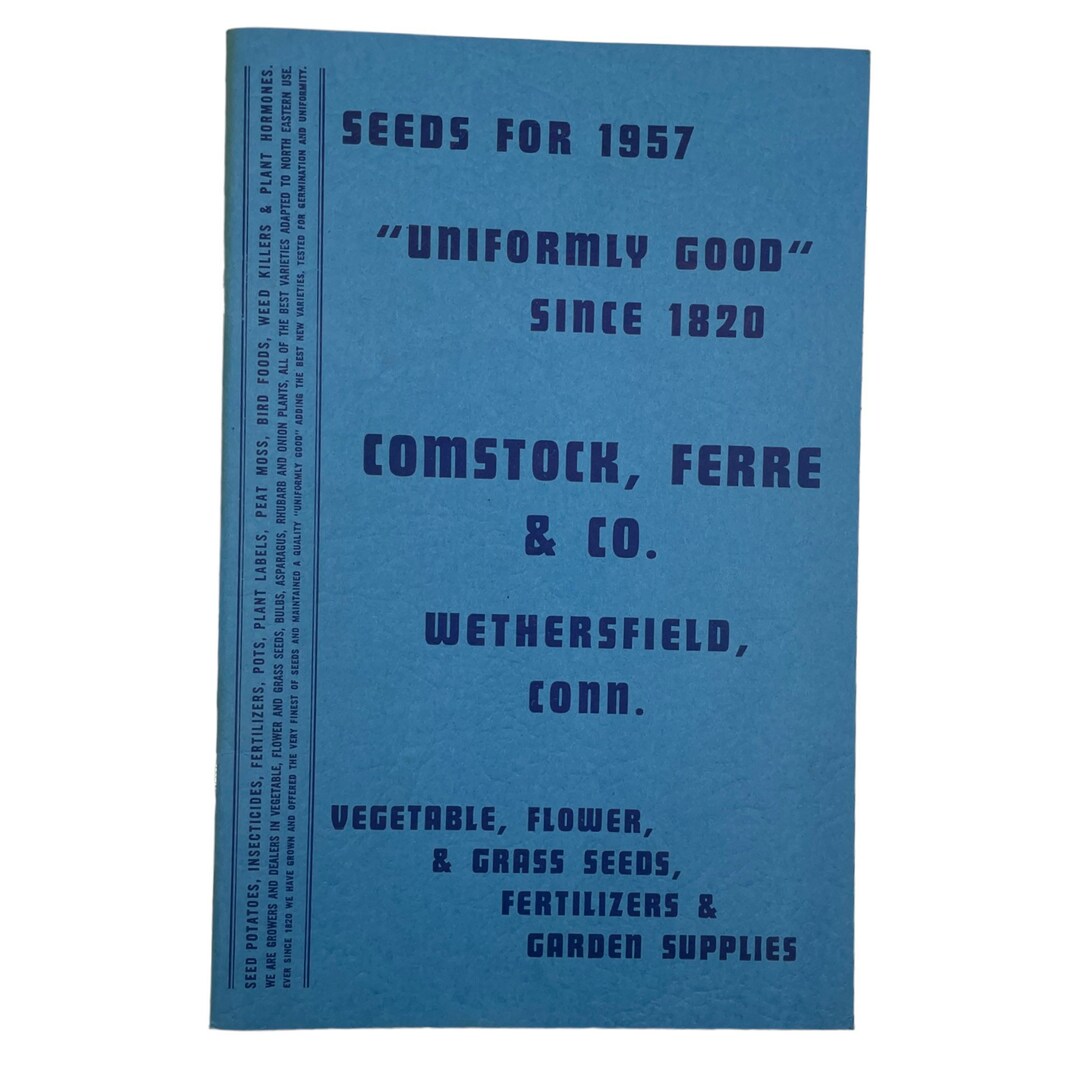 SEED POTATOES, INSECTICIDES, FERTILIZERS, POTS, PLANT LABELS, PEAT MOSS, BIRD FOODS, WEED KILLERS & PLANT HORMONES.
WE ARE GROWERS AND DEALERS IN VEGETABLE, FLOWER AND GRASS SEEDS, BULBS, ASPARAGUS, RHUBARB AND ONION PLANTS, ALL OF THE BEST VARIETIES ADAPTED TO NORTH EASTERN USE.
EVER SINCE 1820 WE HAVE GROWN AND OFFERED THE VERY FINEST OF SEEDS AND MAINTAINED A QUALITY "UNIFORMLY GOOD" ADDING THE BEST NEW VARIETIES, TESTED FOR GERMINATION AND UNIFORMITY.
SEEDS FOR 1957
"UNIFORMLY GOOD"
SINCE 1820
COMSTOCK, FERRE
& CO.
WETHERSFIELD,
CONN.
VEGETABLE, FLOWER,
& GRASS SEEDS,
FERTILIZERS &
GARDEN SUPPLIES